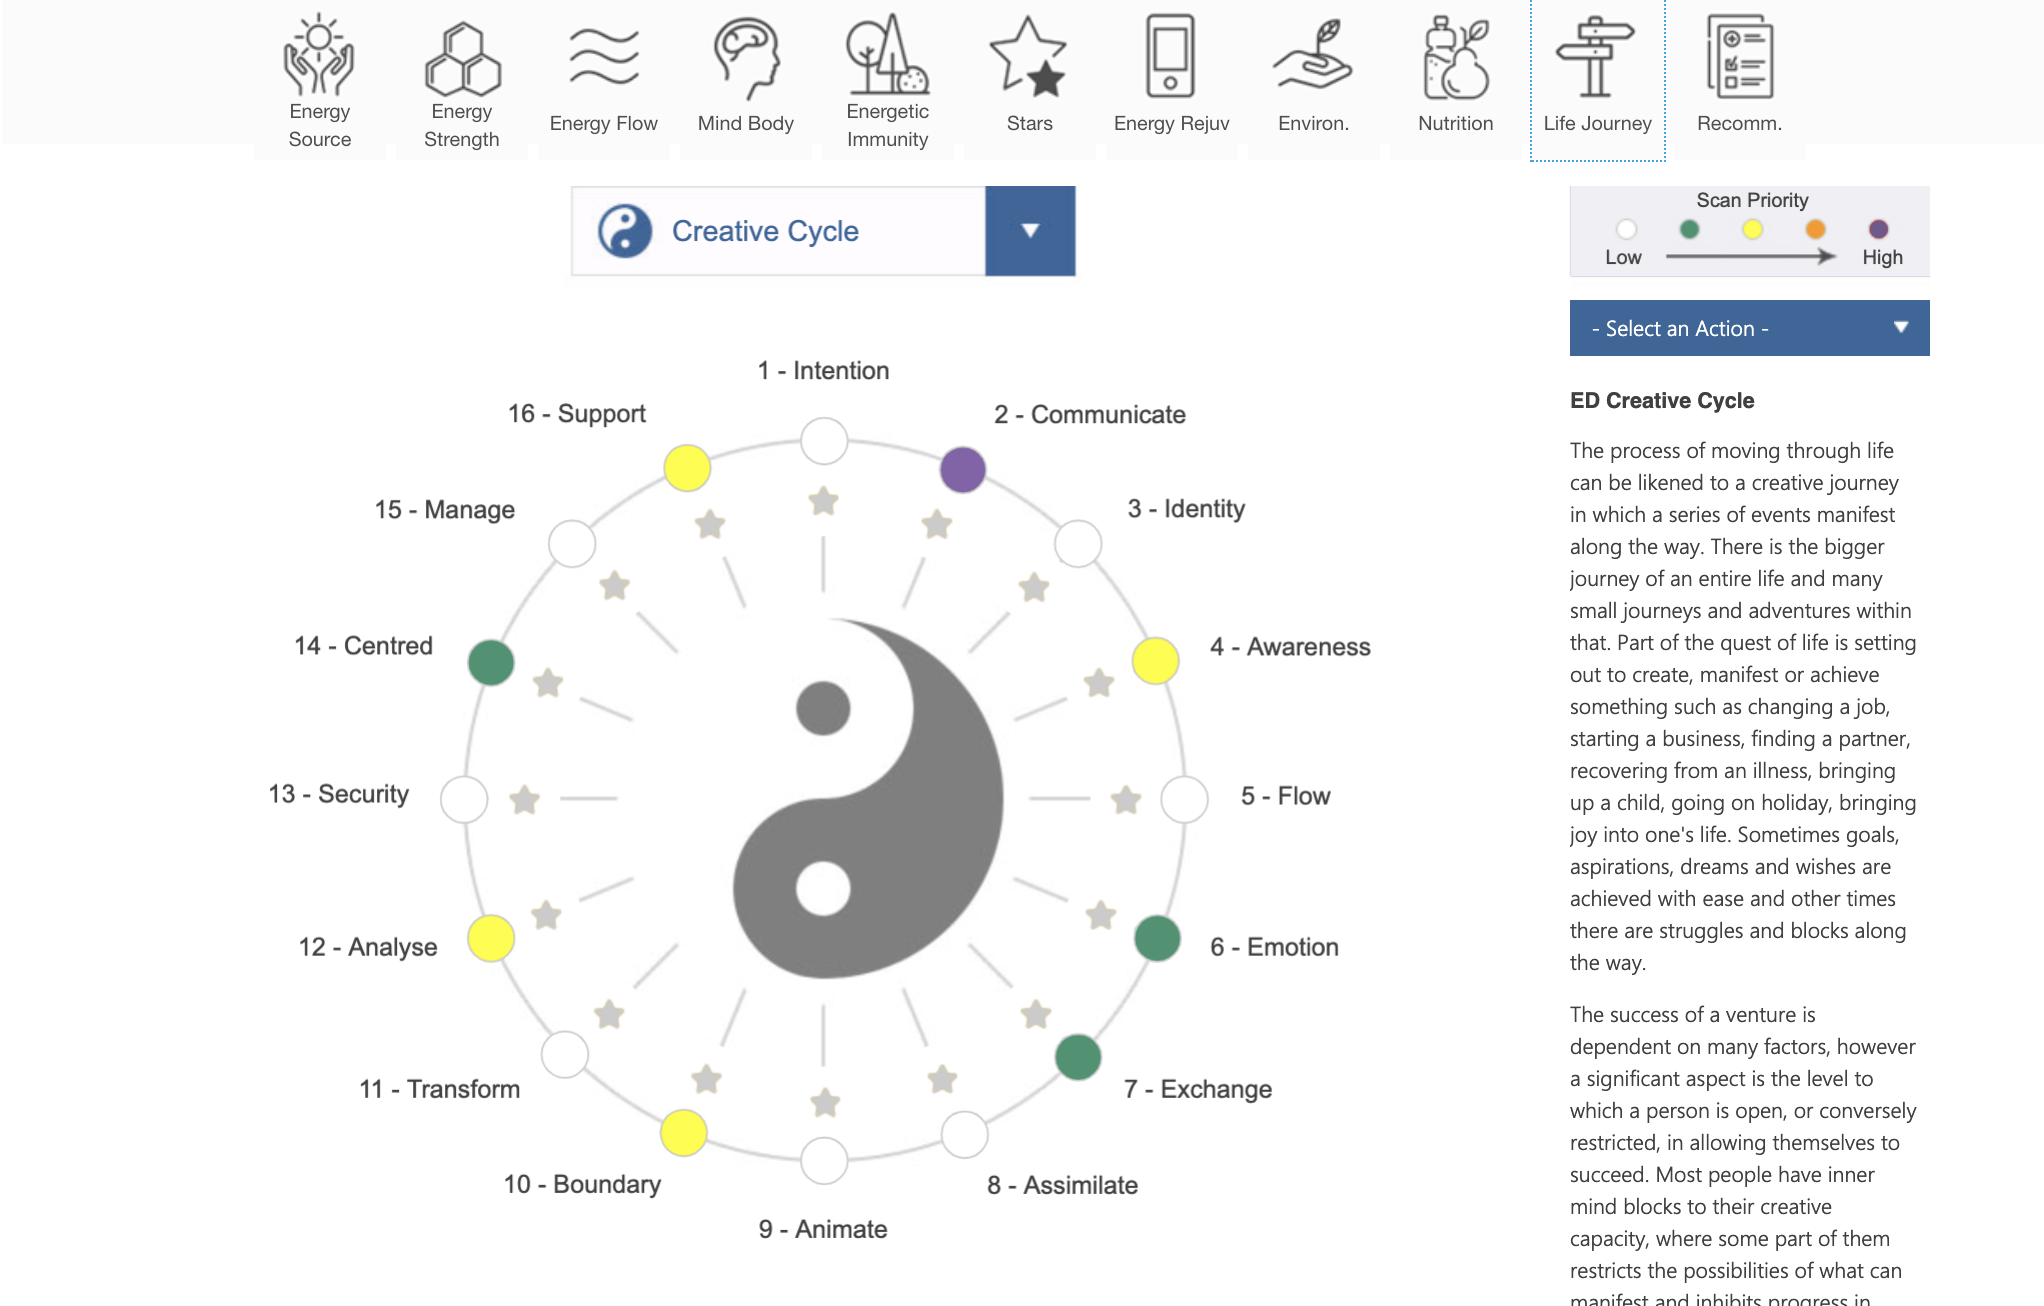 Energy
Source
Energy
Strength
Energy Flow
Mind Body
Energetic
Immunity
Stars
Energy Rejuv
Environ.
Nutrition
Life Journey
Recomm.
Creative Cycle
Scan Priority
Low
High
- Select an Action -
1 - Intention
2 - Communicate
3 - Identity
4 - Awareness
5 - Flow
6 - Emotion
7 - Exchange
8 - Assimilate
9 - Animate
10 - Boundary
11 - Transform
12 - Analyse
13 - Security
14 - Centred
15 - Manage
16 - Support
ED Creative Cycle
The process of moving through life
can be likened to a creative journey
in which a series of events manifest
along the way. There is the bigger
journey of an entire life and many
small journeys and adventures within
that. Part of the quest of life is setting
out to create, manifest or achieve
something such as changing a job,
starting a business, finding a partner,
recovering from an illness, bringing
up a child, going on holiday, bringing
joy into one's life. Sometimes goals,
aspirations, dreams and wishes are
achieved with ease and other times
there are struggles and blocks along
the way.
The success of a venture is
dependent on many factors, however
a significant aspect is the level to
which a person is open, or conversely
restricted, in allowing themselves to
succeed. Most people have inner
mind blocks to their creative
capacity, where some part of them
restricts the possibilities of what can
manifest and inhibits progress in